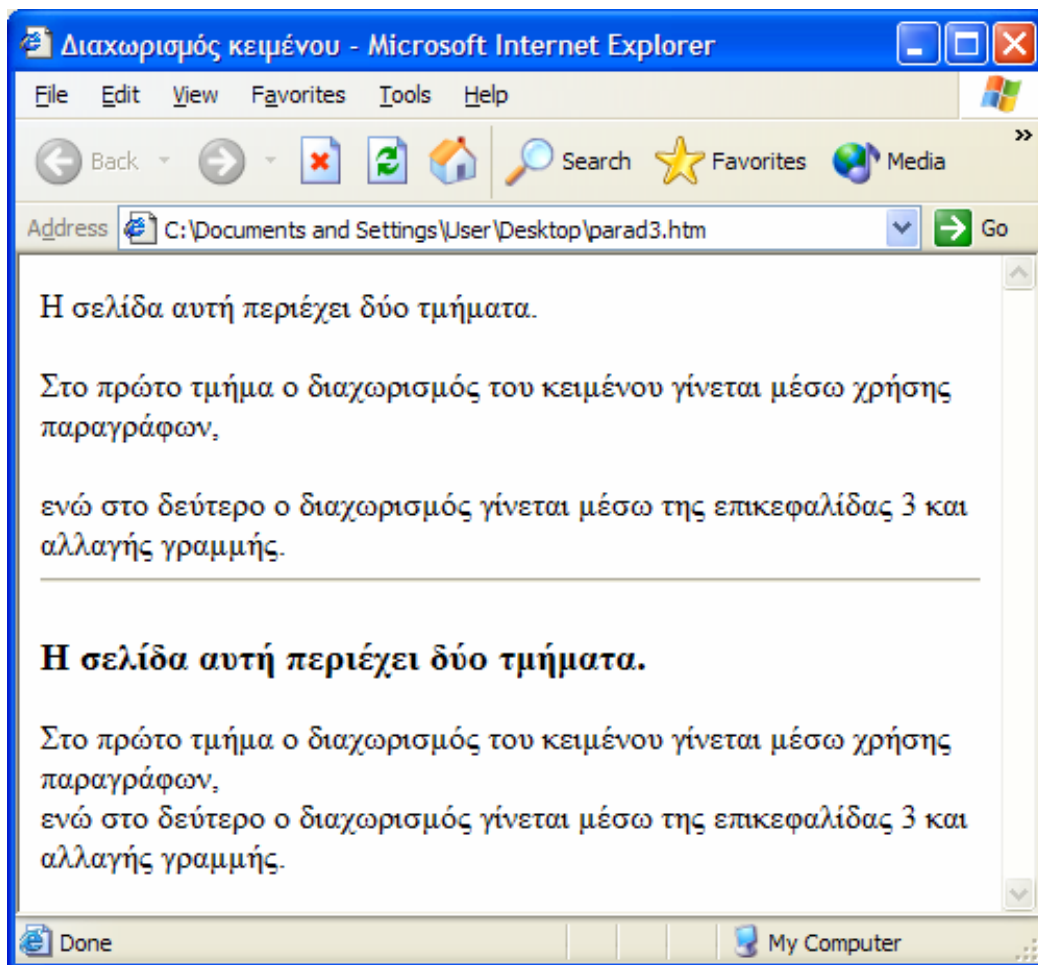 Διαχωρισμός κειμένου - Microsoft Internet Explorer
File Edit View Favorites Tools Help
Back Search Favorites Media »
Address C:\Documents and Settings\User\Desktop\parad3.htm Go
Η σελίδα αυτή περιέχει δύο τμήματα.
Στο πρώτο τμήμα ο διαχωρισμός του κειμένου γίνεται μέσω χρήσης
παραγράφων,
ενώ στο δεύτερο ο διαχωρισμός γίνεται μέσω της επικεφαλίδας 3 και
αλλαγής γραμμής.
Η σελίδα αυτή περιέχει δύο τμήματα.
Στο πρώτο τμήμα ο διαχωρισμός του κειμένου γίνεται μέσω χρήσης
παραγράφων,
ενώ στο δεύτερο ο διαχωρισμός γίνεται μέσω της επικεφαλίδας 3 και
αλλαγής γραμμής.
Done My Computer